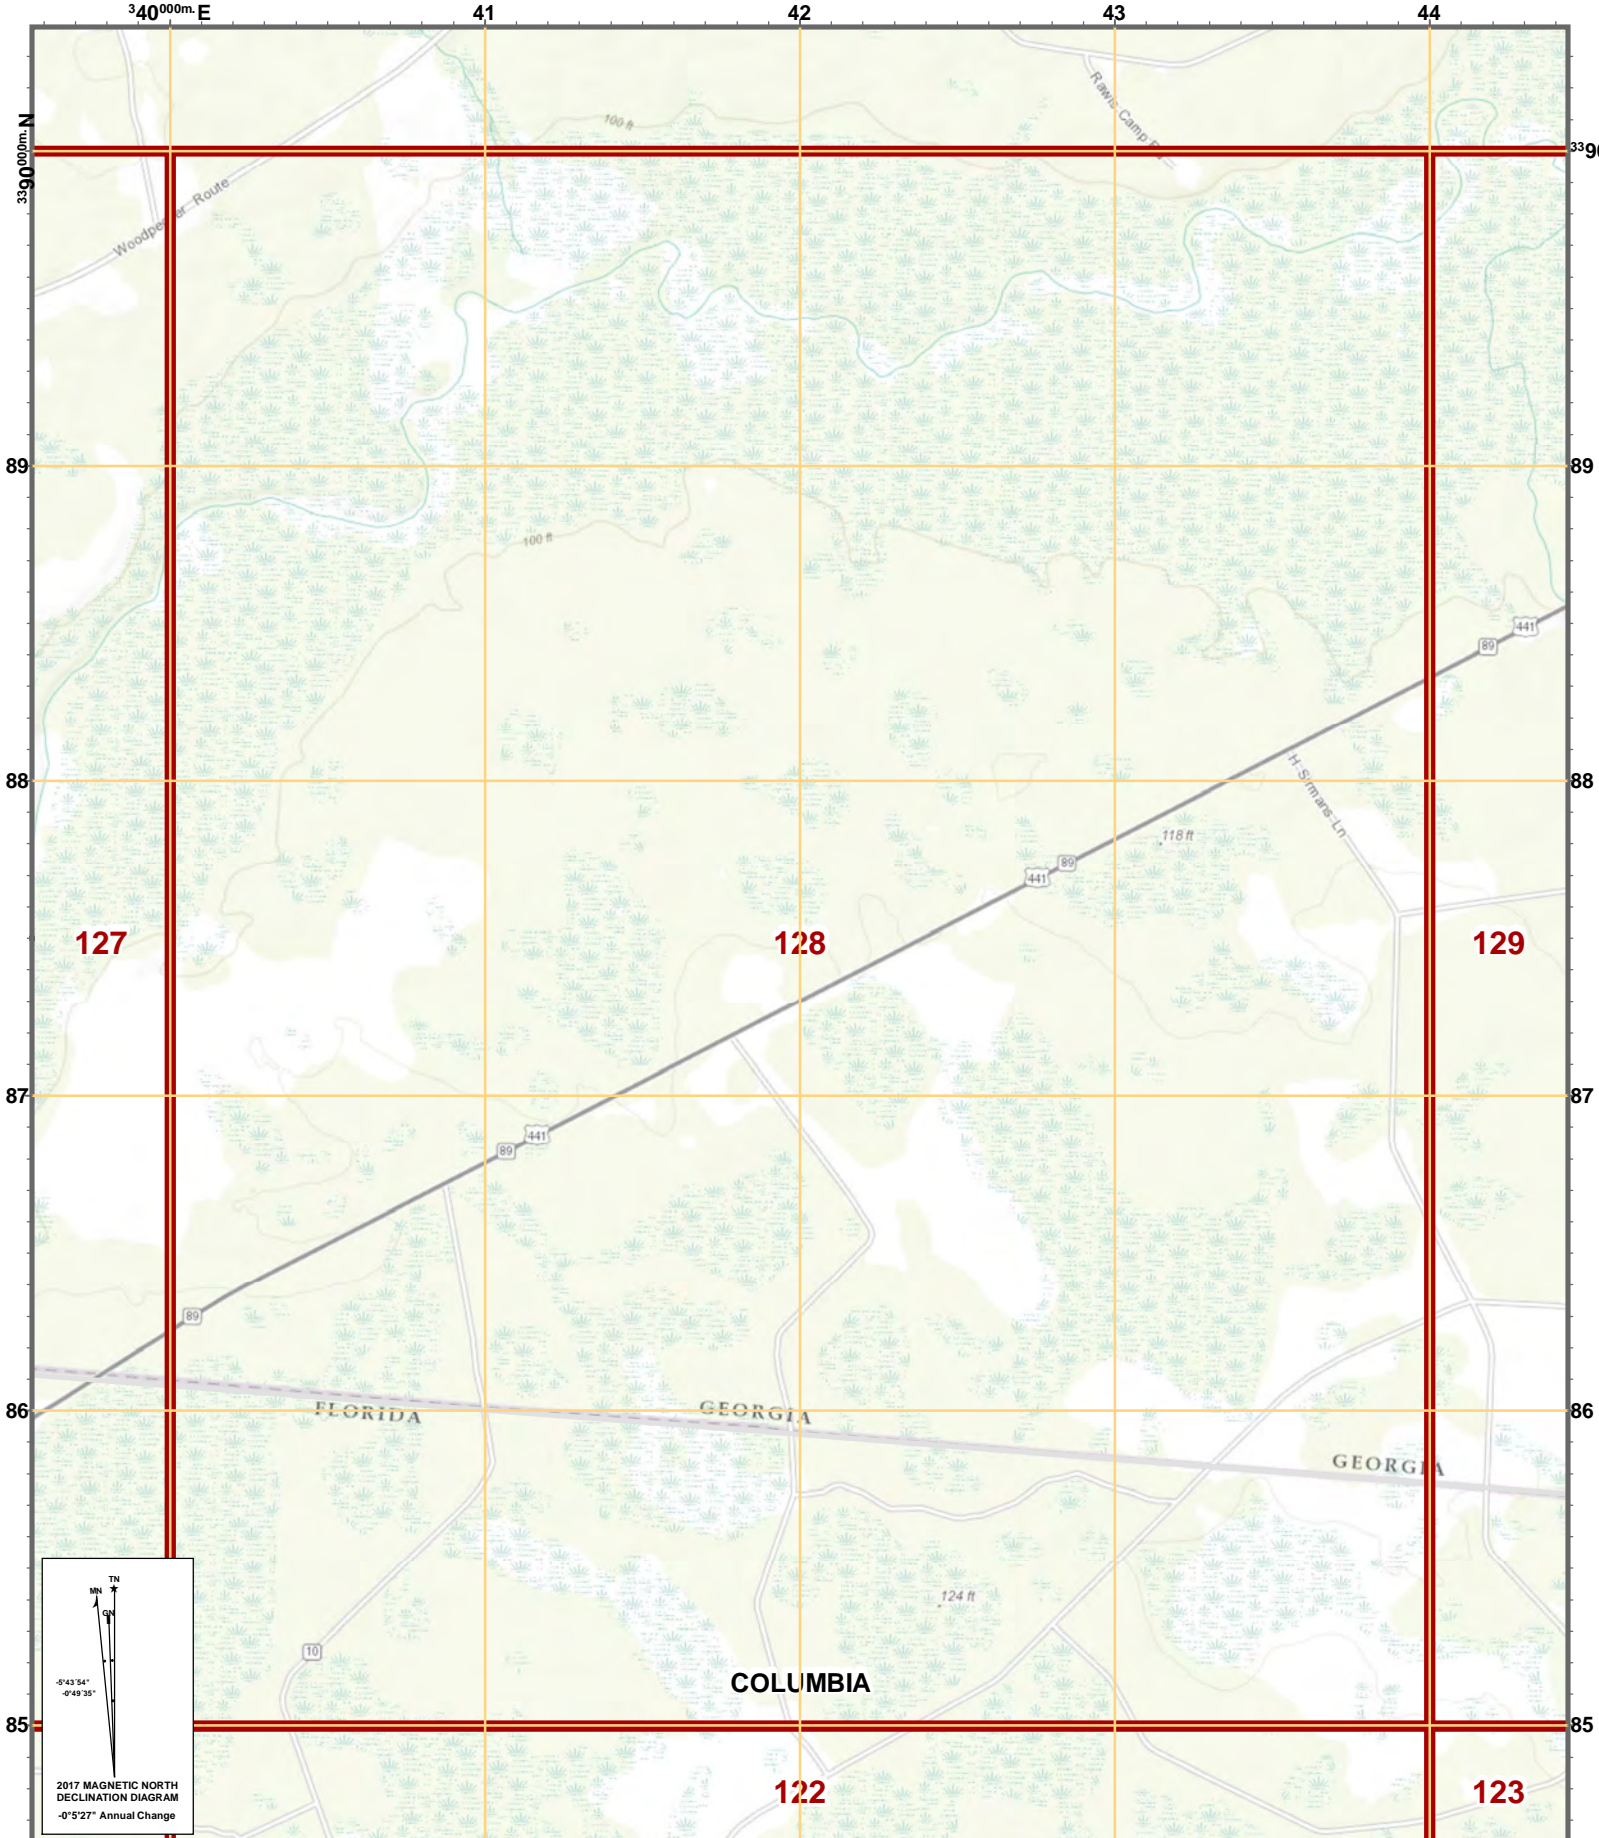 340000m. E 41 42 43 44
3390000m. N
3390
100 ft
Rawls Camp Rd
Woodpecker Route
89 89
100 ft
441
89
88 88
H Sirmans Ln
118 ft
89
441
127 128 129
87 87
441
89
89
86 86
FLORIDA GEORGIA
GEORGIA
124 ft
10
COLUMBIA
85 85
122 123
TN
MN
GN
-5°43'54"
-0°49'35"
2017 MAGNETIC NORTH
DECLINATION DIAGRAM
-0°5'27" Annual Change